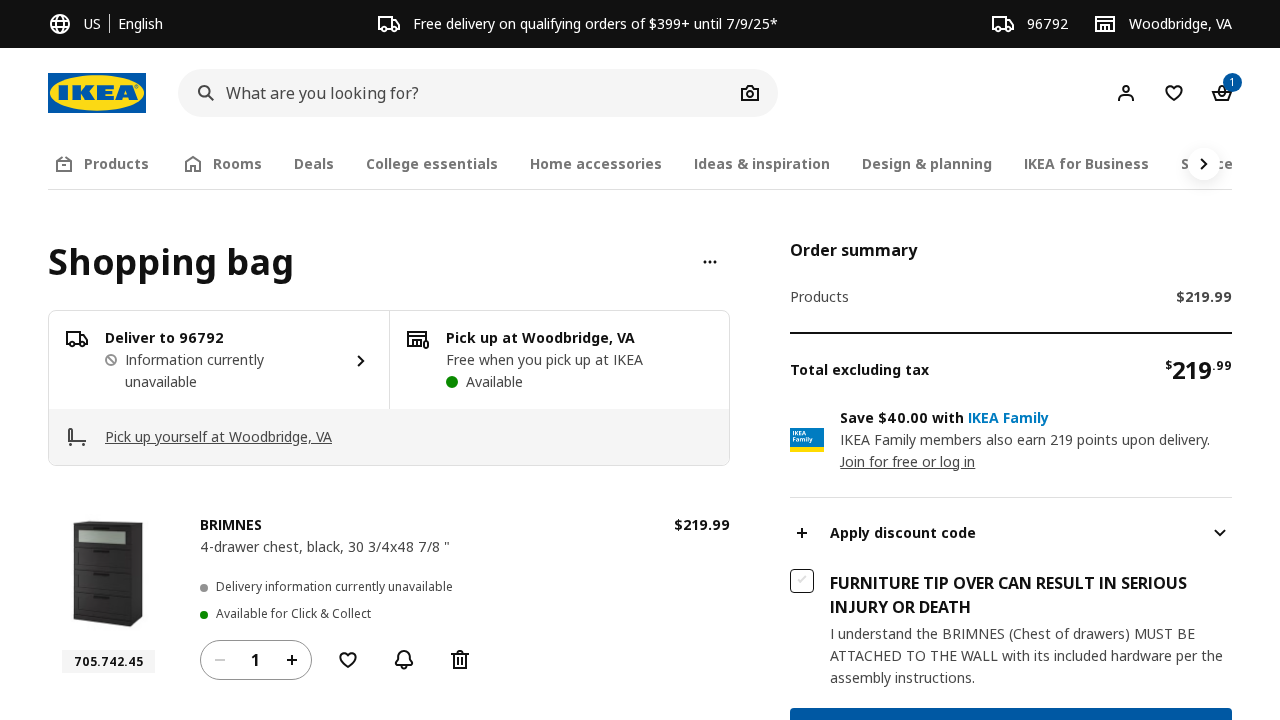 US
English
Free delivery on qualifying orders of $399+ until 7/9/25*
96792
Woodbridge, VA
IKEA
What are you looking for?
1
Products
Rooms
Deals
College essentials
Home accessories
Ideas & inspiration
Design & planning
IKEA for Business
Shopping bag
Deliver to 96792
Information currently
unavailable
Pick up at Woodbridge, VA
Free when you pick up at IKEA
Available
Pick up yourself at Woodbridge, VA
BRIMNES
$219.99
4-drawer chest, black, 30 3/4x48 7/8 "
Delivery information currently unavailable
Available for Click & Collect
705.742.45
1
Order summary
Products
$219.99
Total excluding tax
$219.99
IKEA
Family
Save $40.00 with IKEA Family
IKEA Family members also earn 219 points upon delivery.
Join for free or log in
Apply discount code
FURNITURE TIP OVER CAN RESULT IN SERIOUS
INJURY OR DEATH
I understand the BRIMNES (Chest of drawers) MUST BE
ATTACHED TO THE WALL with its included hardware per the
assembly instructions.